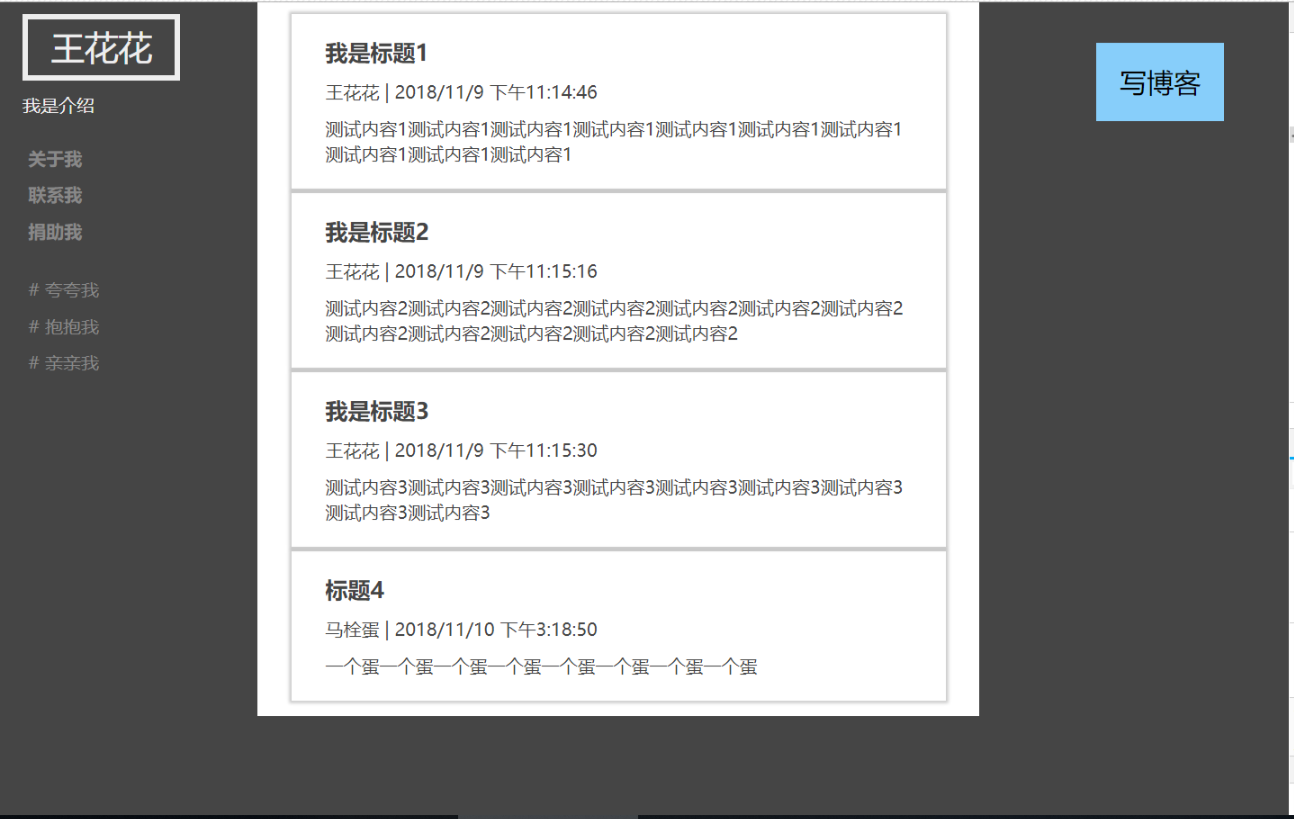 王花花
我是介绍
关于我
联系我
捐助我
# 夸夸我
# 抱抱我
# 亲亲我
我是标题1
王花花 | 2018/11/9 下午11:14:46
测试内容1测试内容1测试内容1测试内容1测试内容1测试内容1测试内容1
测试内容1测试内容1测试内容1
我是标题2
王花花 | 2018/11/9 下午11:15:16
测试内容2测试内容2测试内容2测试内容2测试内容2测试内容2测试内容2
测试内容2测试内容2测试内容2测试内容2测试内容2
我是标题3
王花花 | 2018/11/9 下午11:15:30
测试内容3测试内容3测试内容3测试内容3测试内容3测试内容3测试内容3
测试内容3测试内容3
标题4
马栓蛋 | 2018/11/10 下午3:18:50
一个蛋一个蛋一个蛋一个蛋一个蛋一个蛋一个蛋一个蛋
写博客